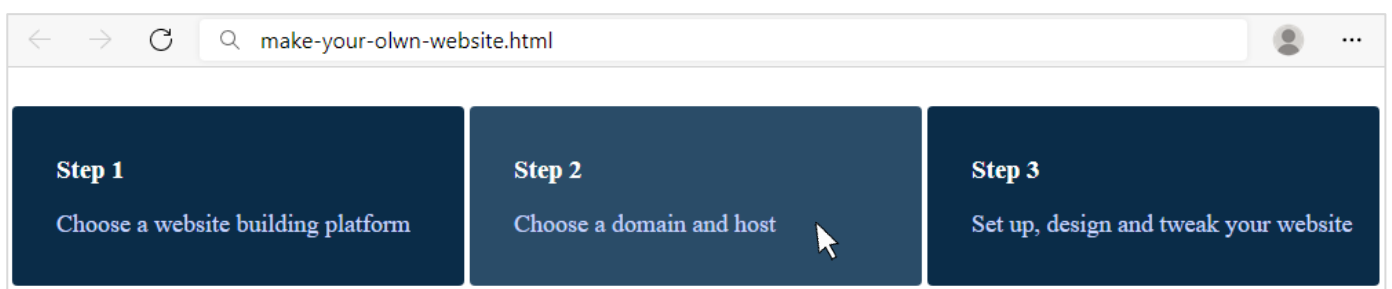 make-your-olwn-website.html
Step 1
Choose a website building platform
Step 2
Choose a domain and host
Step 3
Set up, design and tweak your website